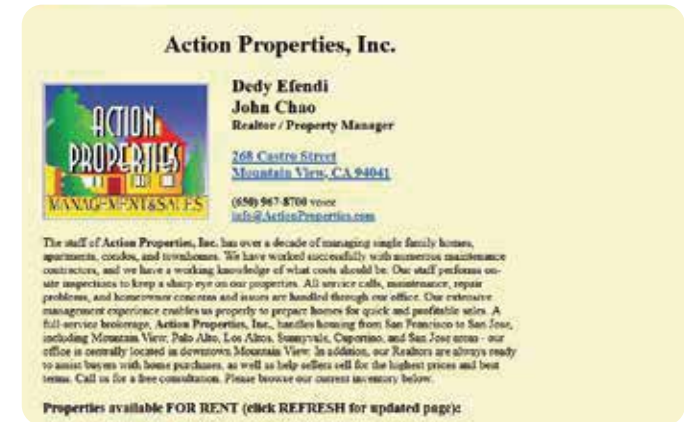 Action Properties, Inc.
Dedy Efendi
John Chao
Realtor / Property Manager
ACTION
PROPERTIES
MANAGEMENT&SALES
268 Castro Street
Mountain View, CA 94041
(650) 967-8700 voice
info@ActionProperties.com
The staff of Action Properties, Inc. has over a decade of managing single family homes,
apartments, condos, and townhomes. We have worked successfully with numerous maintenance
contractors, and we have a working knowledge of what costs should be. Our staff performs on-
site inspections to keep a sharp eye on our properties. All service calls, maintenance, repair
problems, and homeowner concerns and issues are handled through our office. Our extensive
management experience enables us properly to prepare homes for quick and profitable sales. A
full-service brokerage, Action Properties, Inc., handles housing from San Francisco to San Jose,
including Mountain View, Palo Alto, Los Altos, Sunnyvale, Cupertino, and San Jose areas - our
office is centrally located in downtown Mountain View. In addition, our Realtors are always ready
to assist buyers with home purchases, as well as help sellers sell for the highest prices and best
terms. Call us for a free consultation. Please browse our current inventory below.
Properties available FOR RENT (click REFRESH for updated page):